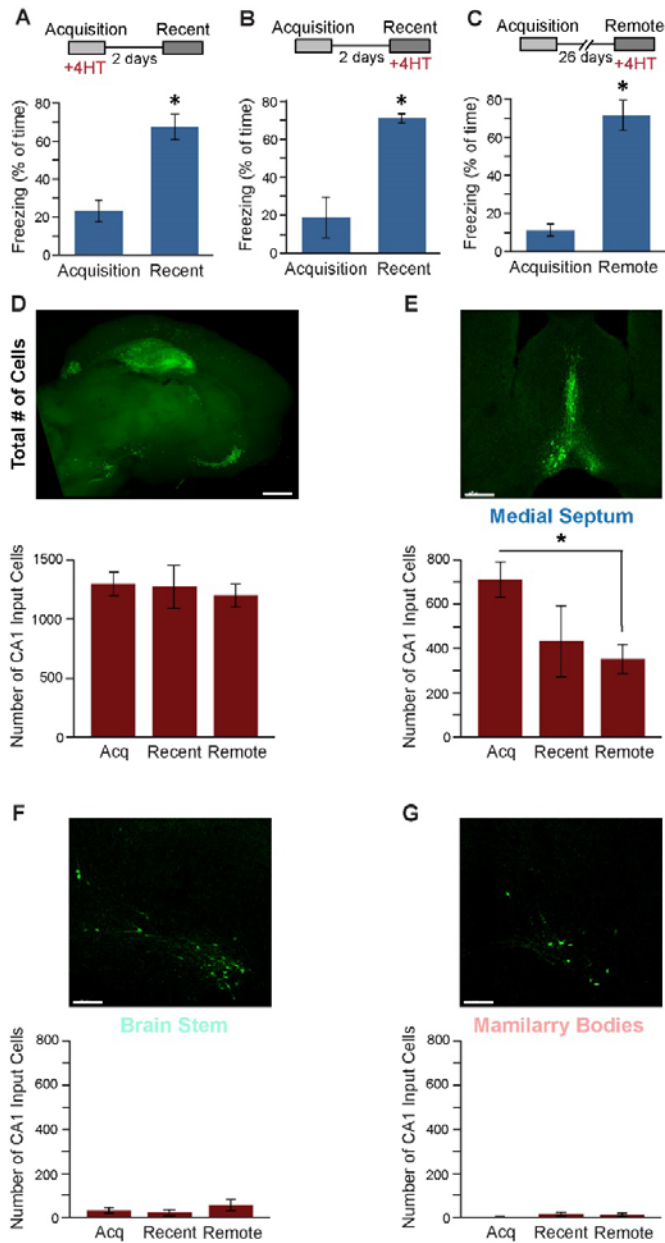 A
Acquisition Recent
+4HT 2 days
Freezing (% of time)
80
60
40
20
0
*
Acquisition Recent
B
Acquisition Recent
2 days +4HT
Freezing (% of time)
80
60
40
20
0
*
Acquisition Recent
C
Acquisition Remote
26 days +4HT
Freezing (% of time)
80
60
40
20
0
*
Acquisition Remote
D
Total # of Cells
Number of CA1 Input Cells
1500
1000
500
0
Acq Recent Remote
E
Medial Septum
Number of CA1 Input Cells
800
600
400
200
0
*
Acq Recent Remote
F
Brain Stem
Number of CA1 Input Cells
800
600
400
200
0
Acq Recent Remote
G
Mamilarry Bodies
Number of CA1 Input Cells
800
600
400
200
0
Acq Recent Remote